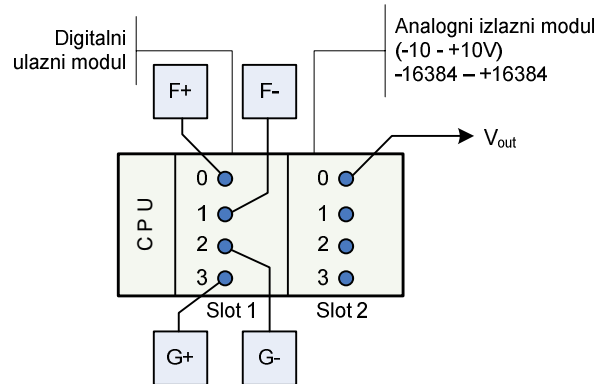 Digitalni
ulazni modul
Analogni izlazni modul
(-10 - +10V)
-16384 – +16384
F+
F-
Vout
CPU
0
1
2
3
0
1
2
3
Slot 1
Slot 2
G+
G-